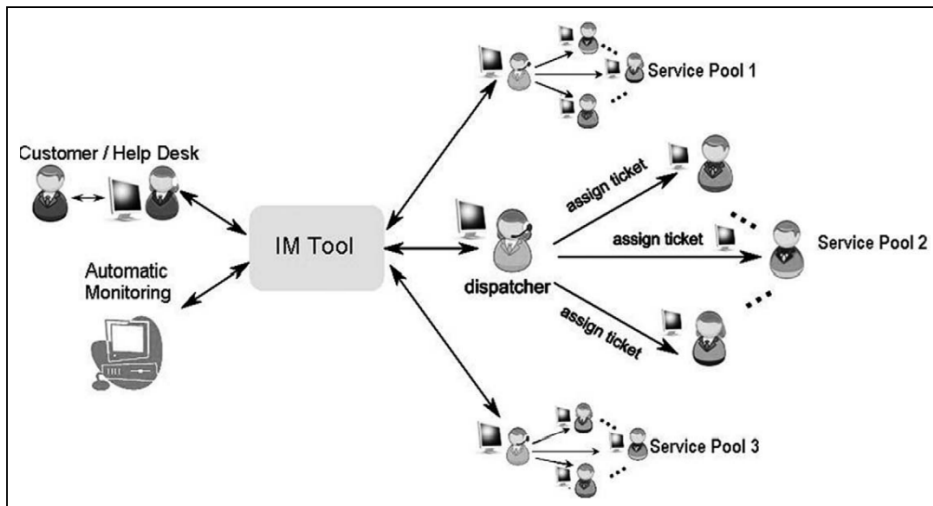 Service Pool 1
Customer / Help Desk
assign ticket
IM Tool
assign ticket
Service Pool 2
Automatic
Monitoring
dispatcher
assign ticket
Service Pool 3